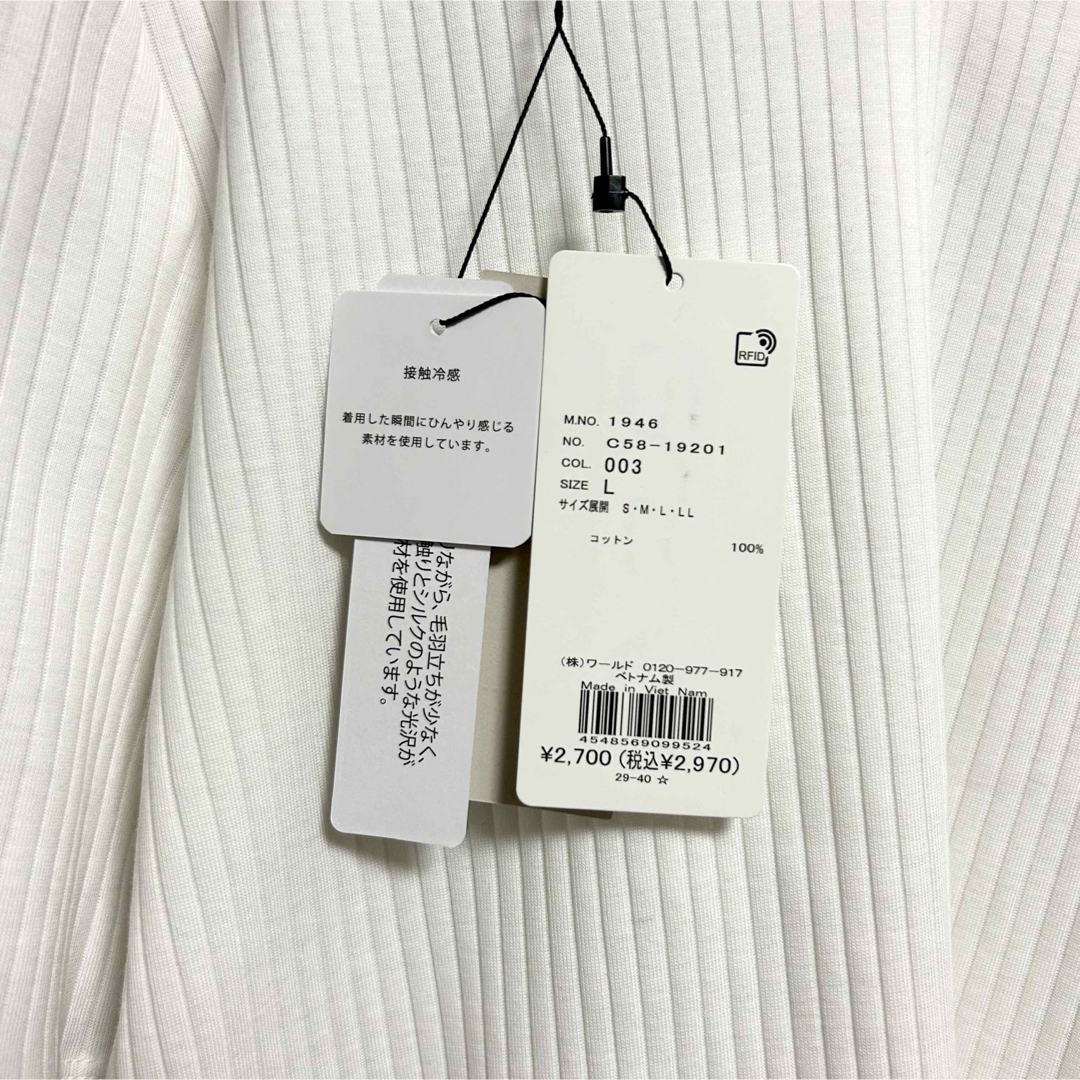 接触冷感
着用した瞬間にひんやり感じる
素材を使用しています。
りながら、毛羽立ちが少なく、
触りとシルクのような光沢が
材を使用しています。
RFID
M.NO. 1946
NO. C58-19201
COL. 003
SIZE L
サイズ展開 S・M・L・LL
コットン 100%
(株)ワールド 0120-977-917
ベトナム製
Made in Viet Nam
4548569099524
¥2,700 (税込¥2,970)
29-40 ☆